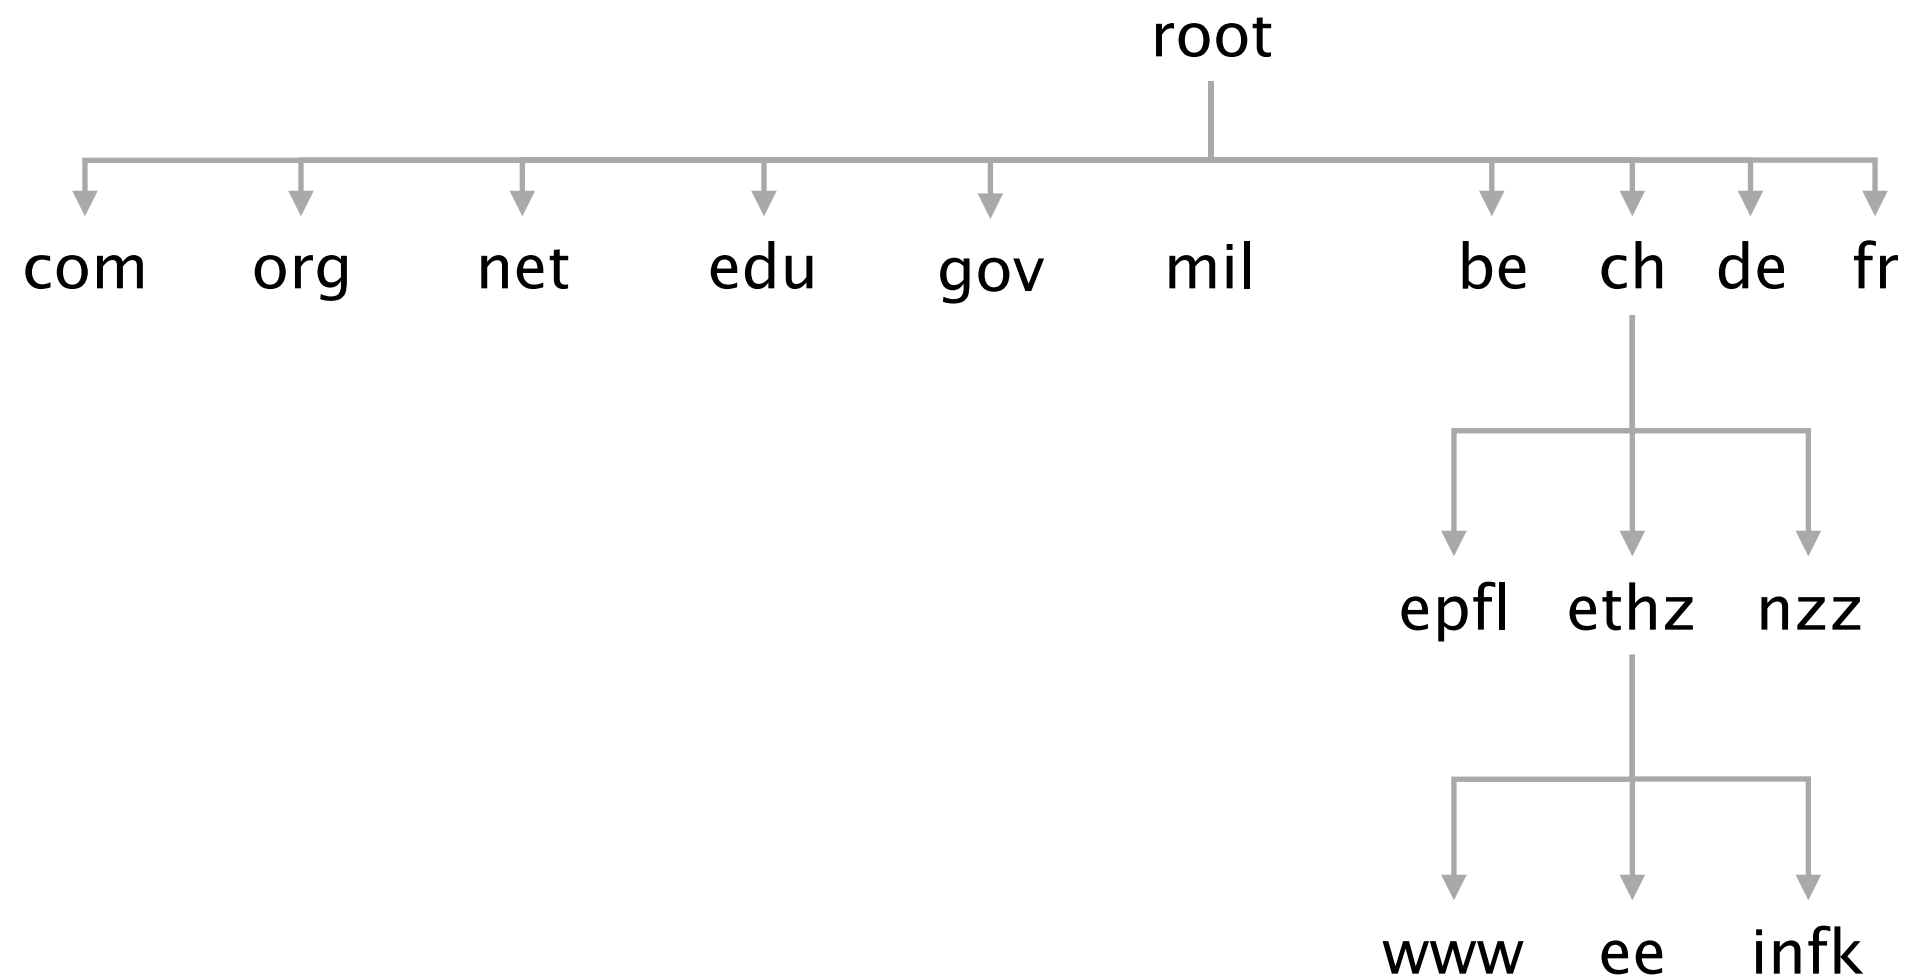 root
com org net edu gov mil be ch de fr
epfl ethz nzz
www ee infk